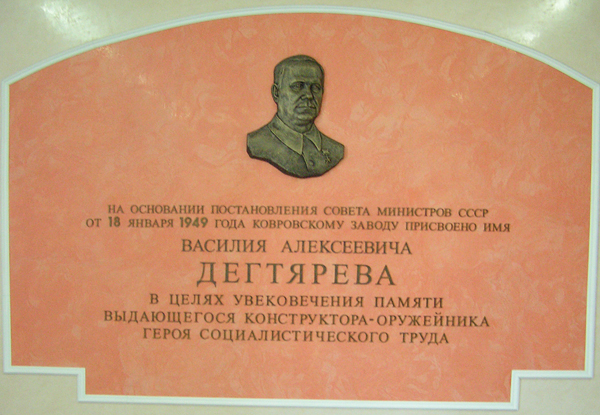 НА ОСНОВАНИИ ПОСТАНОВЛЕНИЯ СОВЕТА МИНИСТРОВ СССР
ОТ 18 ЯНВАРЯ 1949 ГОДА КОВРОВСКОМУ ЗАВОДУ ПРИСВОЕНО ИМЯ
ВАСИЛИЯ АЛЕКСЕЕВИЧА
ДЕГТЯРЕВА
В ЦЕЛЯХ УВЕКОВЕЧЕНИЯ ПАМЯТИ
ВЫДАЮЩЕГОСЯ КОНСТРУКТОРА-ОРУЖЕЙНИКА
ГЕРОЯ СОЦИАЛИСТИЧЕСКОГО ТРУДА